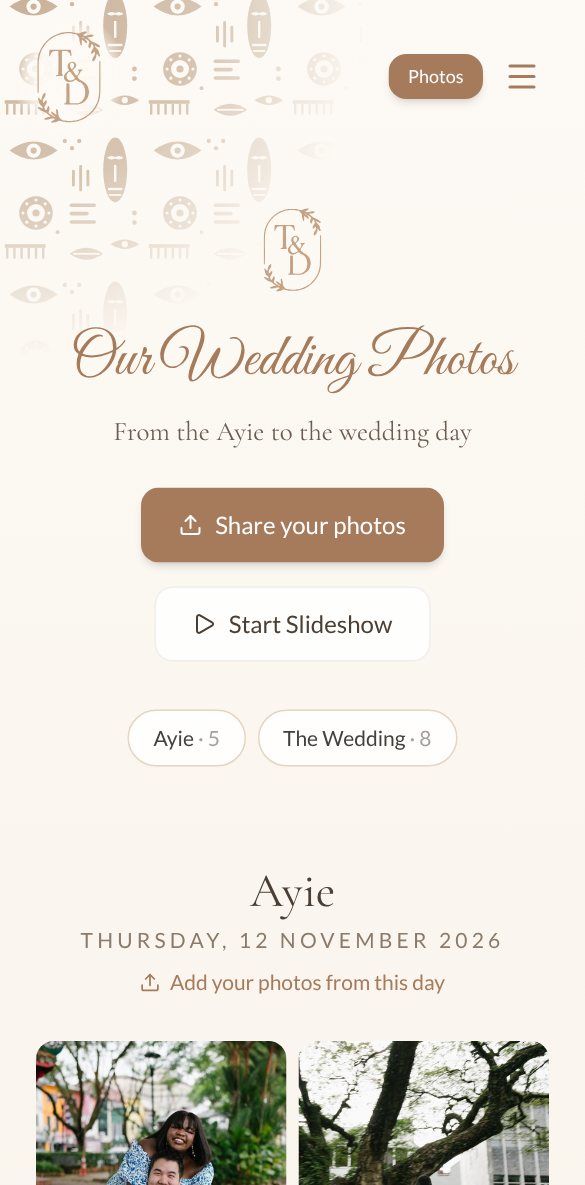 T&D
Photos
T&D
Our Wedding Photos
From the Ayie to the wedding day
Share your photos
Start Slideshow
Ayie · 5
The Wedding · 8
Ayie
THURSDAY, 12 NOVEMBER 2026
Add your photos from this day